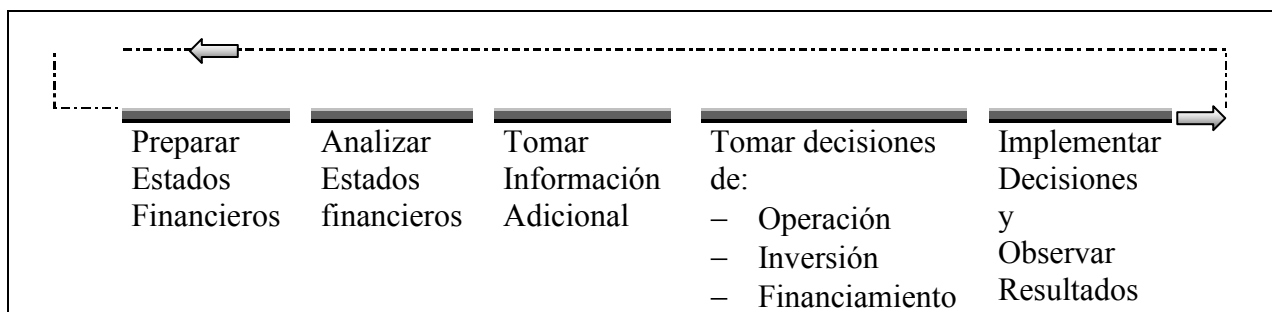 Preparar
Estados
Financieros
Analizar
Estados
financieros
Tomar
Información
Adicional
Tomar decisiones
de:
– Operación
– Inversión
– Financiamiento
Implementar
Decisiones
y
Observar
Resultados